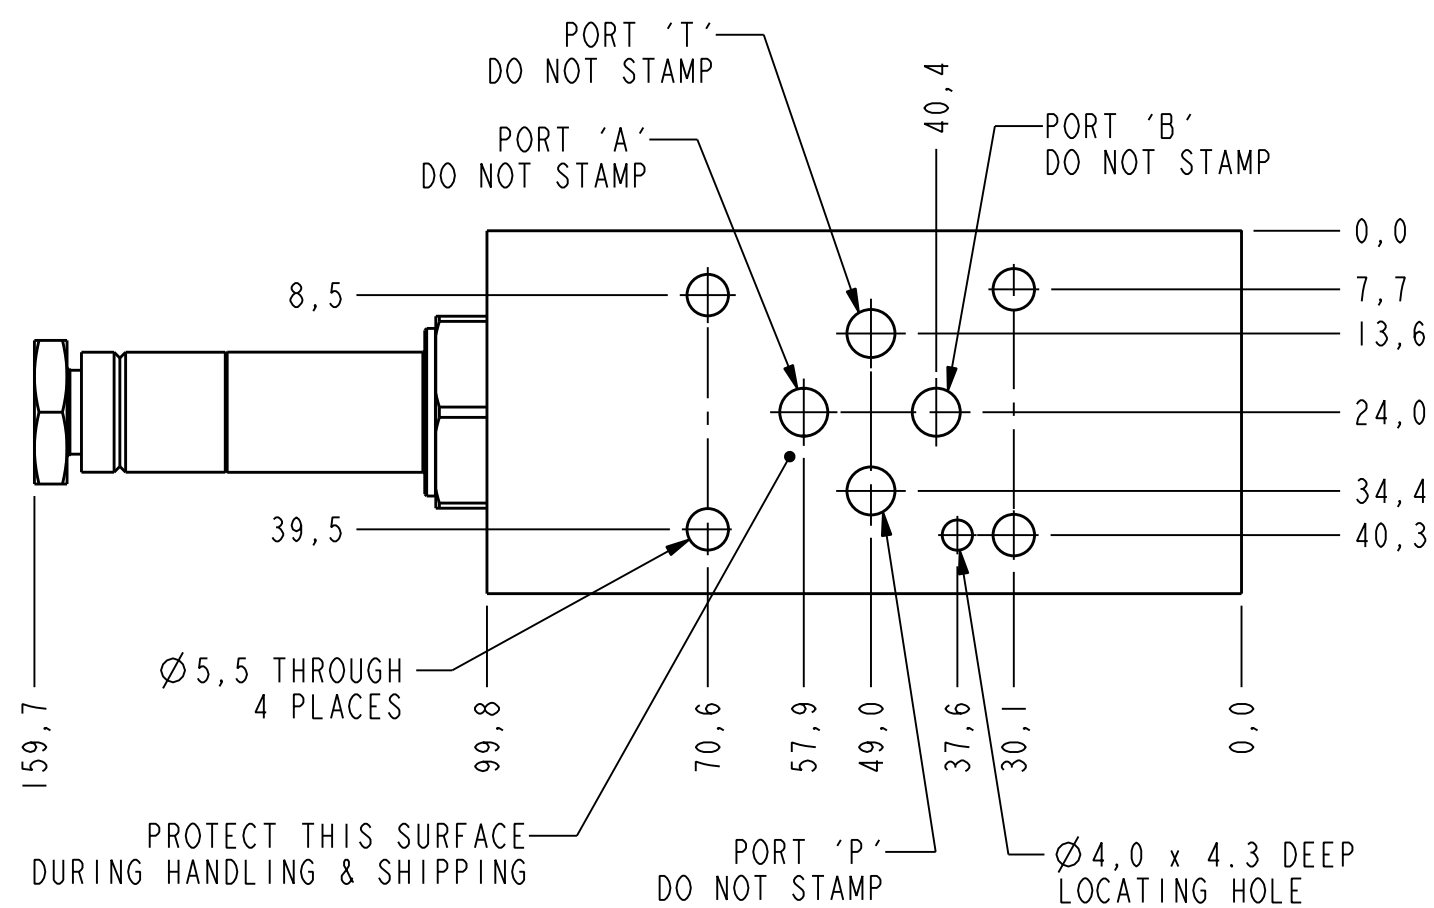 PORT 'T'
DO NOT STAMP
PORT 'A'
DO NOT STAMP
40,4
PORT 'B'
DO NOT STAMP
0,0
8,5
7,7
13,6
24,0
34,4
39,5
40,3
Ø5,5 THROUGH
4 PLACES
159,7
99,8
70,6
57,9
49,0
37,6
30,1
0,0
PROTECT THIS SURFACE
DURING HANDLING & SHIPPING
PORT 'P'
DO NOT STAMP
Ø4,0 x 4.3 DEEP
LOCATING HOLE